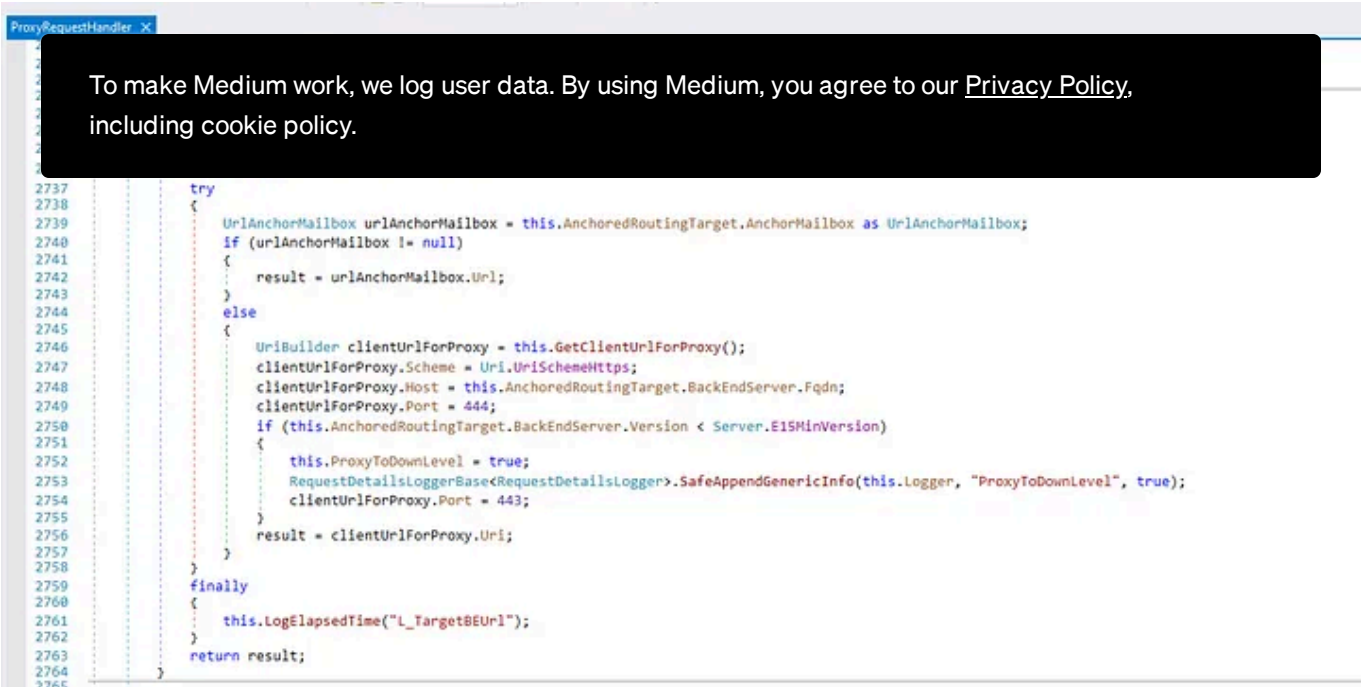 ProxyRequestHandler ×
To make Medium work, we log user data. By using Medium, you agree to our Privacy Policy,
including cookie policy.
2737 try
2738 {
2739 UrlAnchorMailbox urlAnchorMailbox = this.AnchoredRoutingTarget.AnchorMailbox as UrlAnchorMailbox;
2740 if (urlAnchorMailbox != null)
2741 {
2742 result = urlAnchorMailbox.Url;
2743 }
2744 else
2745 {
2746 UriBuilder clientUrlForProxy = this.GetClientUrlForProxy();
2747 clientUrlForProxy.Scheme = Uri.UriSchemeHttps;
2748 clientUrlForProxy.Host = this.AnchoredRoutingTarget.BackEndServer.Fqdn;
2749 clientUrlForProxy.Port = 444;
2750 if (this.AnchoredRoutingTarget.BackEndServer.Version < Server.E15MinVersion)
2751 {
2752 this.ProxyToDownLevel = true;
2753 RequestDetailsLoggerBase<RequestDetailsLogger>.SafeAppendGenericInfo(this.Logger, "ProxyToDownLevel", true);
2754 clientUrlForProxy.Port = 443;
2755 }
2756 result = clientUrlForProxy.Uri;
2757 }
2758 }
2759 finally
2760 {
2761 this.LogElapsedTime("L_TargetBEUrl");
2762 }
2763 return result;
2764 }
2765